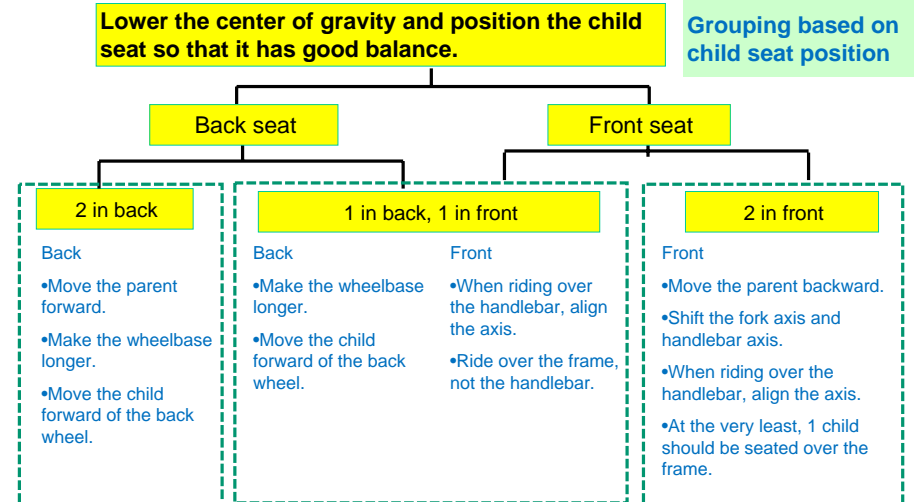 Lower the center of gravity and position the child
seat so that it has good balance.
Grouping based on
child seat position
Back seat
Front seat
2 in back
1 in back, 1 in front
2 in front
Back
•Move the parent
forward.
•Make the wheelbase
longer.
•Move the child
forward of the back
wheel.
Back
•Make the wheelbase
longer.
•Move the child
forward of the back
wheel.
Front
•When riding over
the handlebar, align
the axis.
•Ride over the frame,
not the handlebar.
Front
•Move the parent backward.
•Shift the fork axis and
handlebar axis.
•When riding over the
handlebar, align the axis.
•At the very least, 1 child
should be seated over the
frame.